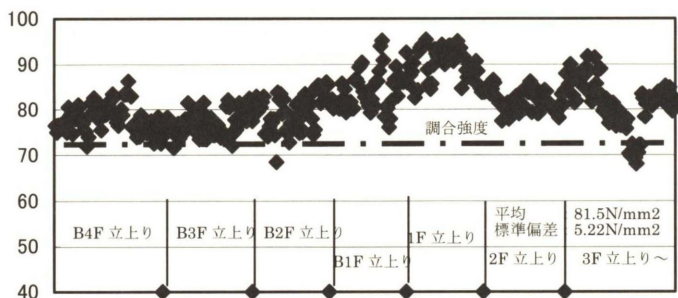 100
90
80
調合強度
70
60
B4F 立上り
B3F 立上り
B2F 立上り
B1F 立上り
1F 立上り
平均 81.5N/mm2
標準偏差 5.22N/mm2
2F 立上り
3F 立上り～
50
40